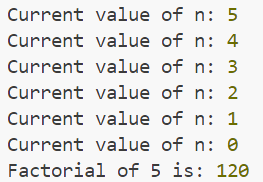 Current value of n: 5
Current value of n: 4
Current value of n: 3
Current value of n: 2
Current value of n: 1
Current value of n: 0
Factorial of 5 is: 120